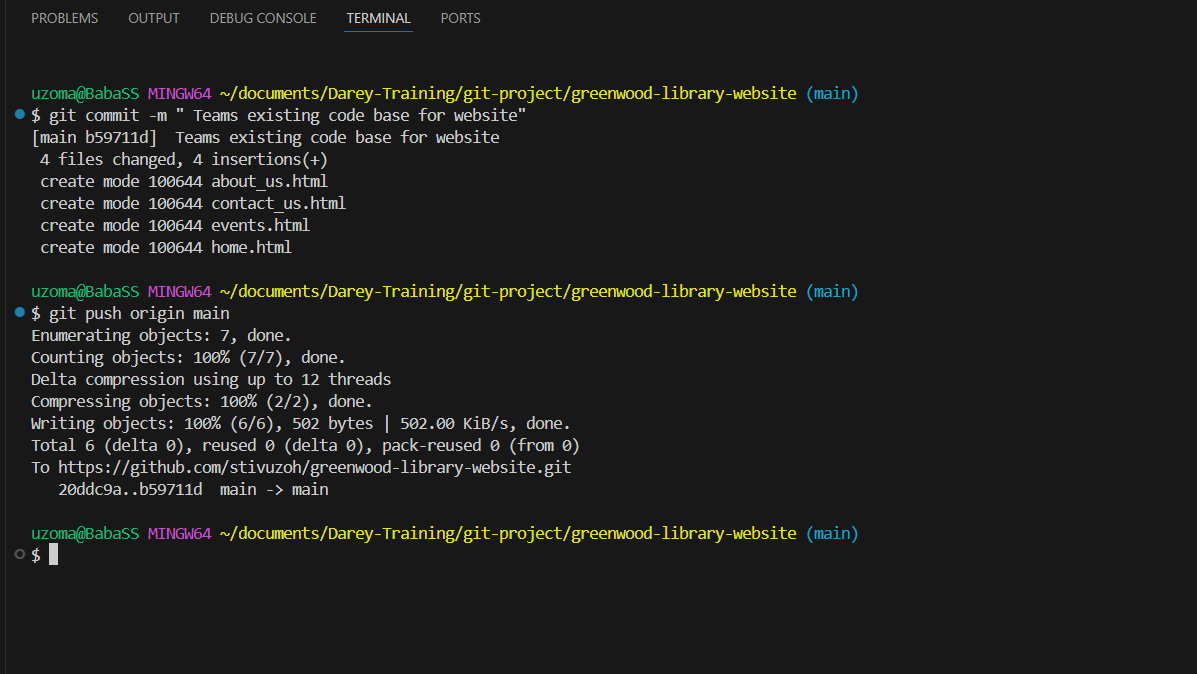 PROBLEMS OUTPUT DEBUG CONSOLE TERMINAL PORTS
uzoma@BabaSS MINGW64 ~/documents/Darey-Training/git-project/greenwood-library-website (main)
$ git commit -m " Teams existing code base for website"
[main b59711d]  Teams existing code base for website
 4 files changed, 4 insertions(+)
 create mode 100644 about_us.html
 create mode 100644 contact_us.html
 create mode 100644 events.html
 create mode 100644 home.html
uzoma@BabaSS MINGW64 ~/documents/Darey-Training/git-project/greenwood-library-website (main)
$ git push origin main
Enumerating objects: 7, done.
Counting objects: 100% (7/7), done.
Delta compression using up to 12 threads
Compressing objects: 100% (2/2), done.
Writing objects: 100% (6/6), 502 bytes | 502.00 KiB/s, done.
Total 6 (delta 0), reused 0 (delta 0), pack-reused 0 (from 0)
To https://github.com/stivuzoh/greenwood-library-website.git
   20ddc9a..b59711d  main -> main
uzoma@BabaSS MINGW64 ~/documents/Darey-Training/git-project/greenwood-library-website (main)
$